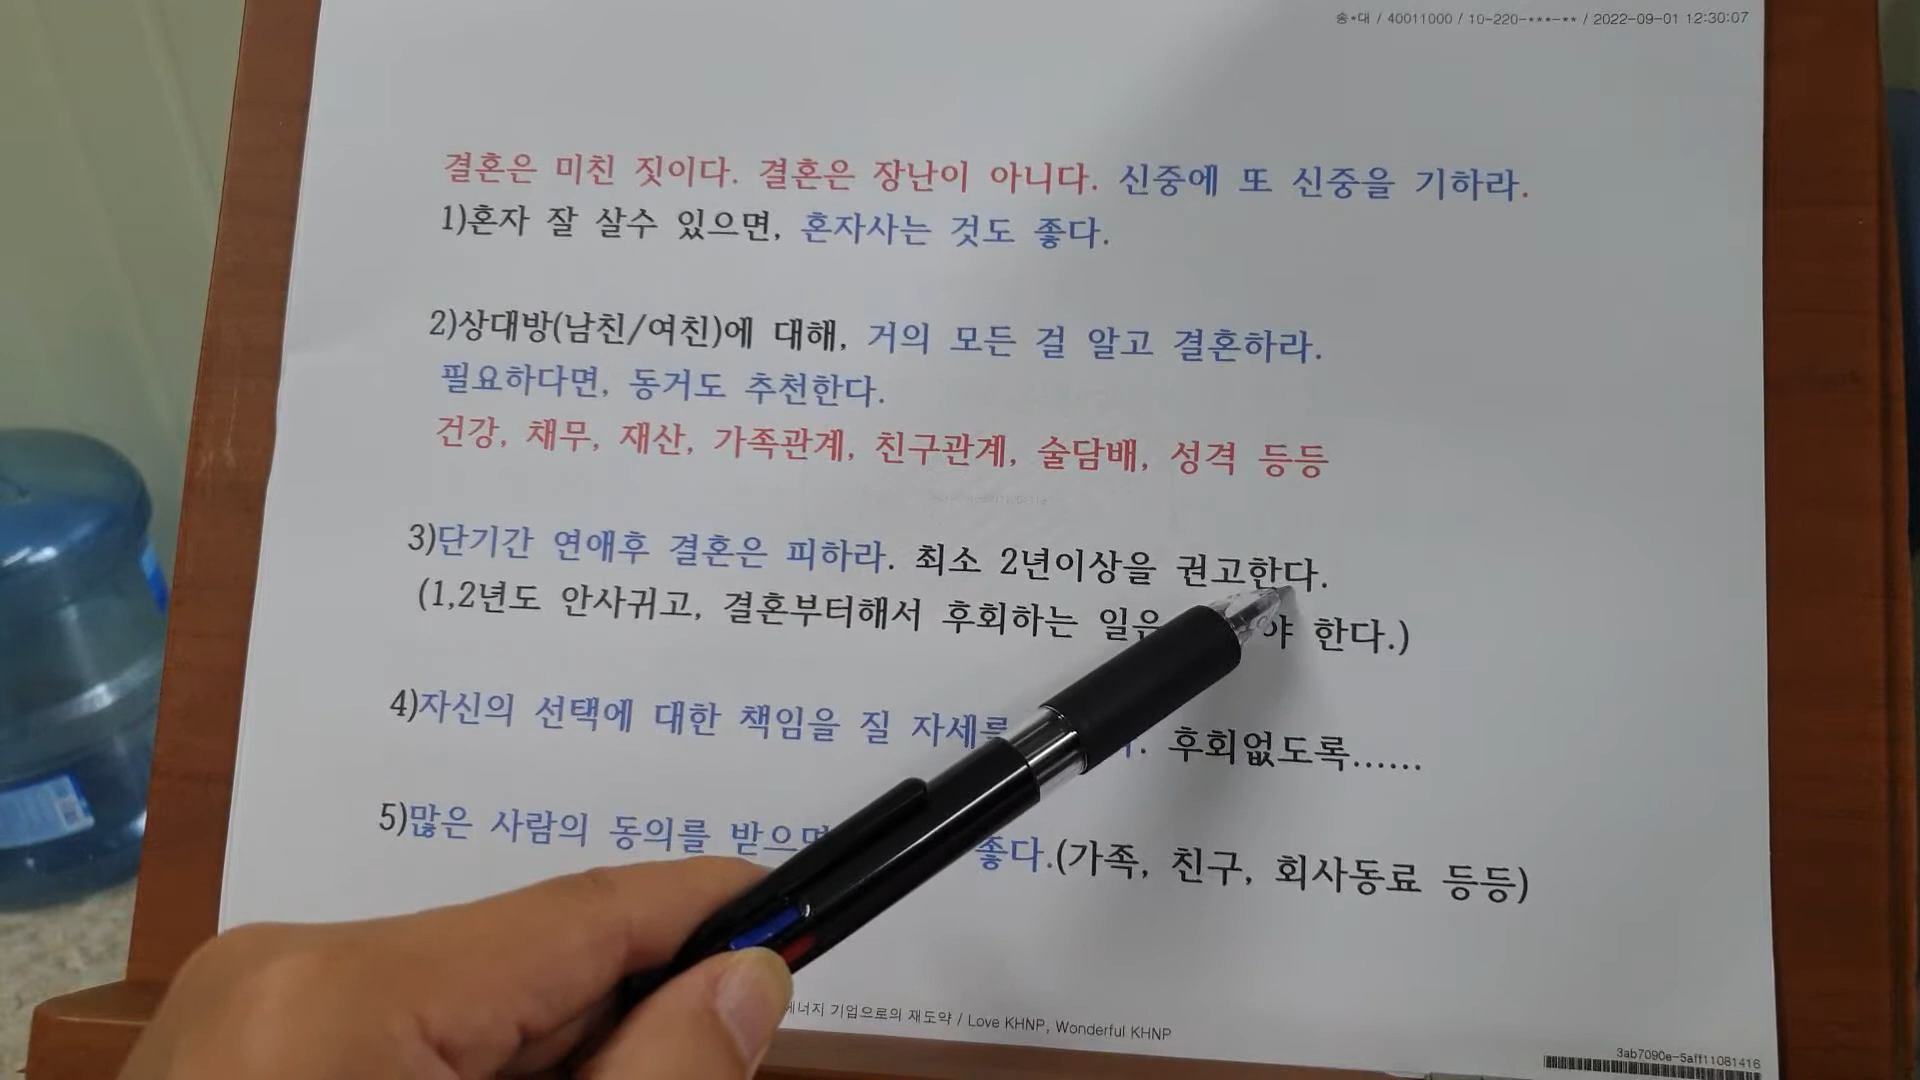 송*대 / 40011000 / 10-220-***-** / 2022-09-01 12:30:07
결혼은 미친 짓이다. 결혼은 장난이 아니다. 신중에 또 신중을 기하라.
1)혼자 잘 살수 있으면, 혼자사는 것도 좋다.
2)상대방(남친/여친)에 대해, 거의 모든 걸 알고 결혼하라.
필요하다면, 동거도 추천한다.
건강, 채무, 재산, 가족관계, 친구관계, 술담배, 성격 등등
3)단기간 연애후 결혼은 피하라. 최소 2년이상을 권고한다.
(1,2년도 안사귀고, 결혼부터해서 후회하는 일은 야 한다.)
4)자신의 선택에 대한 책임을 질 자세를 후회없도록......
5)많은 사람의 동의를 받으면 좋다.(가족, 친구, 회사동료 등등)
에너지 기업으로의 재도약 / Love KHNP, Wonderful KHNP
3ab7090e-5aff11081416